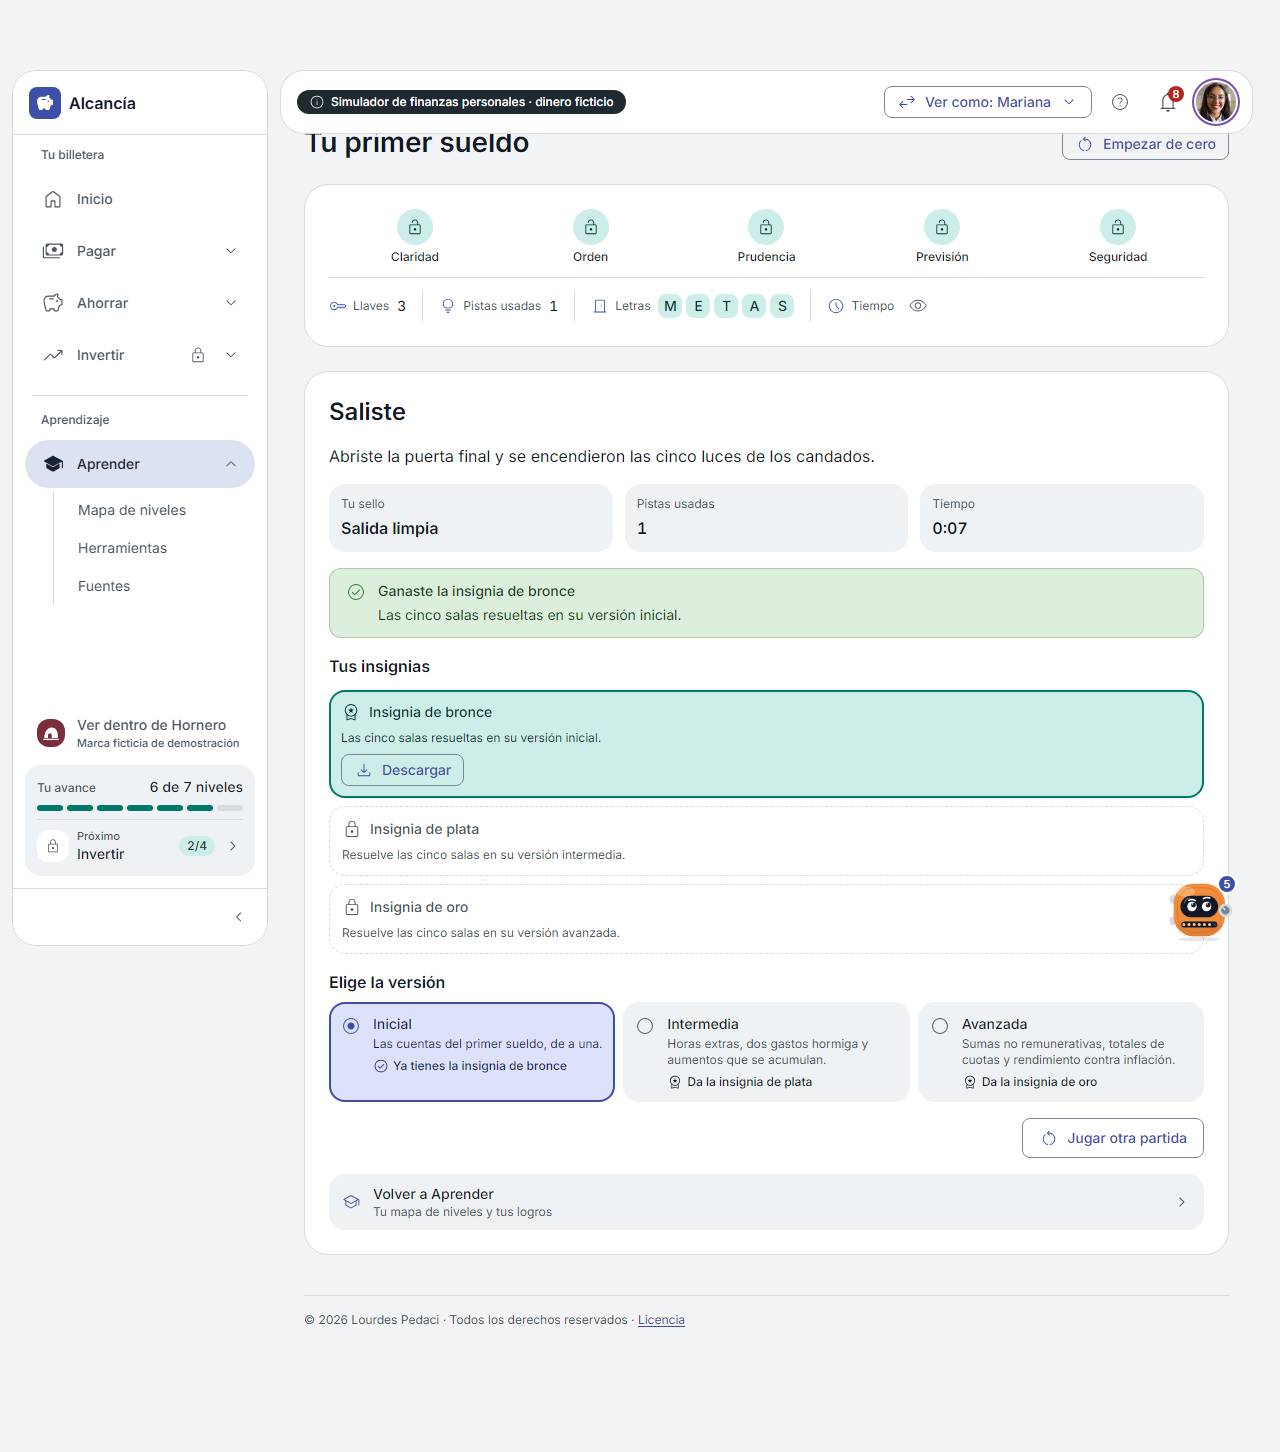 Alcancía
Simulador de finanzas personales · dinero ficticio
Ver como: Mariana
8
Tu billetera
Inicio
Pagar
Ahorrar
Invertir
Aprendizaje
Aprender
Mapa de niveles
Herramientas
Fuentes
Ver dentro de Hornero
Marca ficticia de demostración
Tu avance
6 de 7 niveles
Próximo
Invertir
2/4
Tu primer sueldo
Empezar de cero
Claridad
Orden
Prudencia
Previsión
Seguridad
Llaves 3
Pistas usadas 1
Letras M E T A S
Tiempo
Saliste
Abriste la puerta final y se encendieron las cinco luces de los candados.
Tu sello
Salida limpia
Pistas usadas
1
Tiempo
0:07
Ganaste la insignia de bronce
Las cinco salas resueltas en su versión inicial.
Tus insignias
Insignia de bronce
Las cinco salas resueltas en su versión inicial.
Descargar
Insignia de plata
Resuelve las cinco salas en su versión intermedia.
Insignia de oro
Resuelve las cinco salas en su versión avanzada.
5
Elige la versión
Inicial
Las cuentas del primer sueldo, de a una.
Ya tienes la insignia de bronce
Intermedia
Horas extras, dos gastos hormiga y
aumentos que se acumulan.
Da la insignia de plata
Avanzada
Sumas no remunerativas, totales de
cuotas y rendimiento contra inflación.
Da la insignia de oro
Jugar otra partida
Volver a Aprender
Tu mapa de niveles y tus logros
© 2026 Lourdes Pedaci · Todos los derechos reservados · Licencia